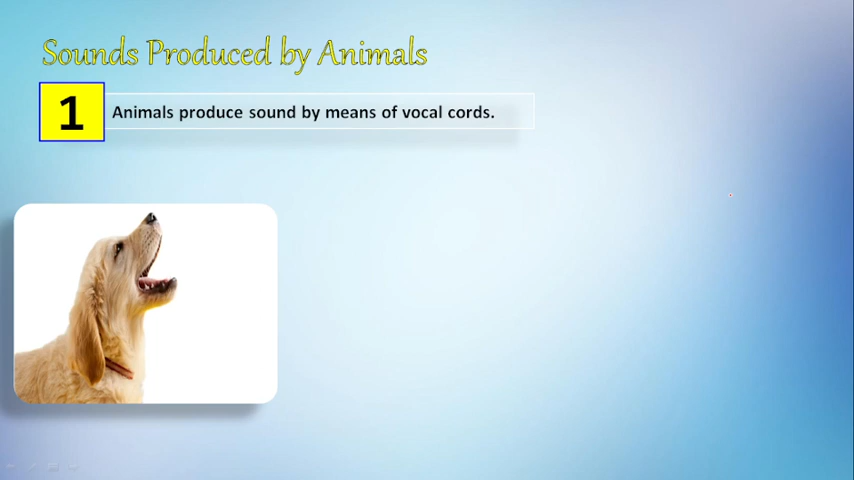 Sounds Produced by Animals
1
Animals produce sound by means of vocal cords.